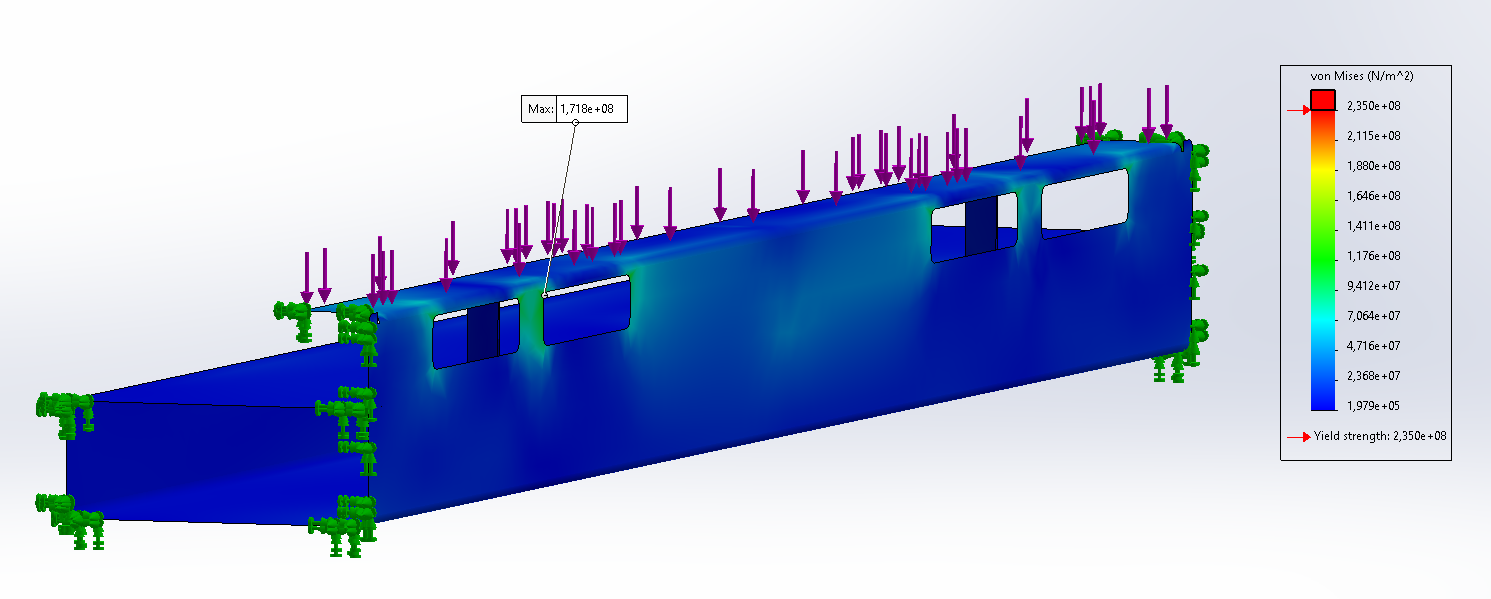 Max: 1,718e+08
von Mises (N/m^2)
2,350e+08
2,115e+08
1,880e+08
1,646e+08
1,411e+08
1,176e+08
9,412e+07
7,064e+07
4,716e+07
2,368e+07
1,979e+05
Yield strength: 2,350e+08